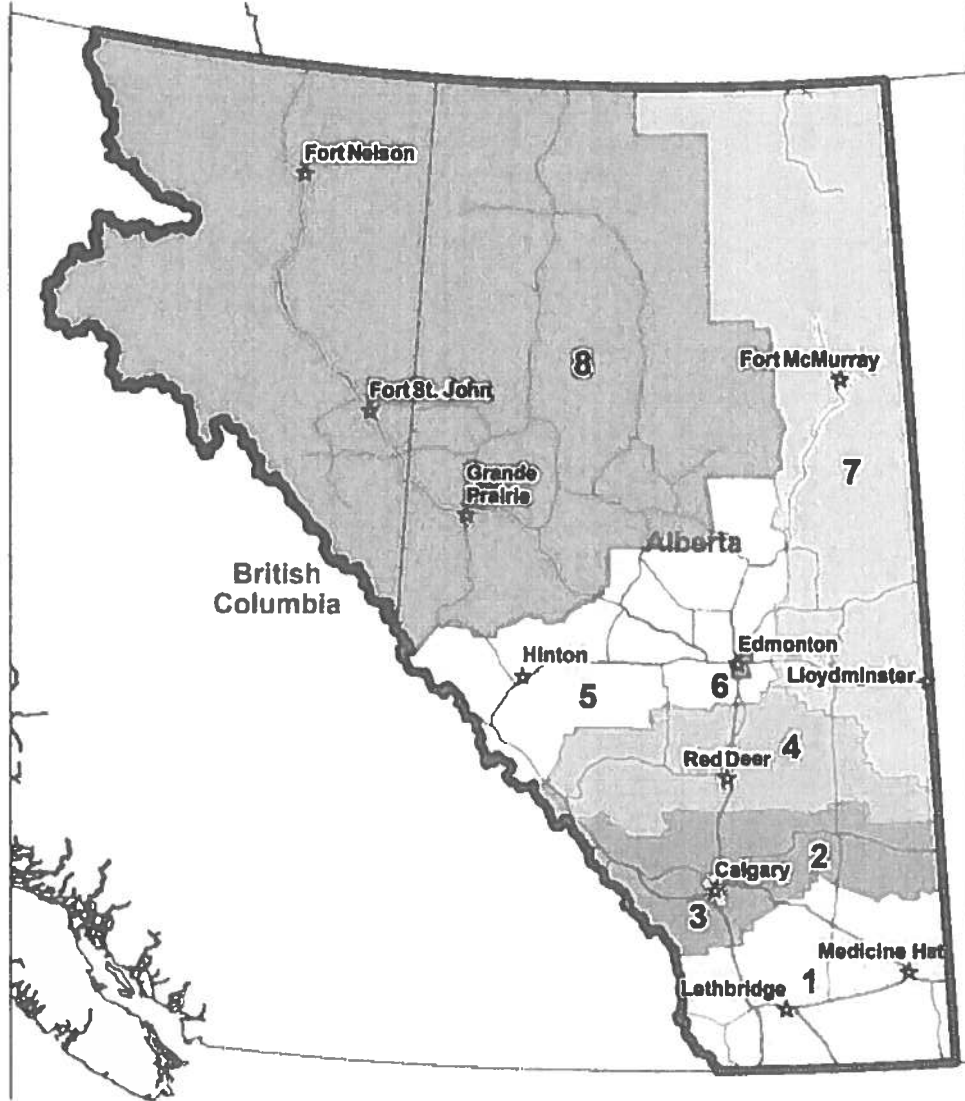 Fort Nelson
8
Fort McMurray
Fort St. John
7
Grande
Prairie
Alberta
British
Columbia
Edmonton
Hinton
Lloydminster
6
5
4
Red Deer
2
Calgary
3
Medicine Hat
1
Lethbridge